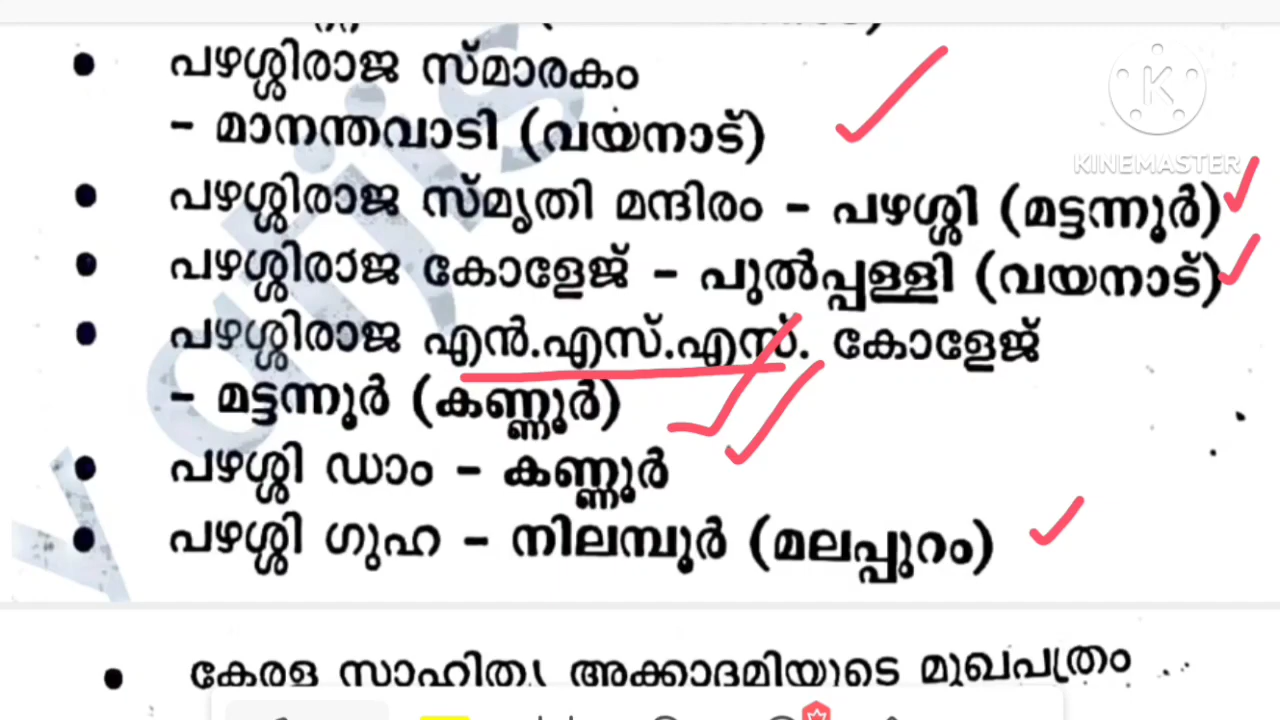 പഴശ്ശിരാജ സ്മാരകം
- മാനന്തവാടി (വയനാട്)
KINEMASTER
പഴശ്ശിരാജ സ്മൃതി മന്ദിരം - പഴശ്ശി (മട്ടന്നൂർ)
പഴശ്ശിരാജ കോളേജ് - പുൽപ്പള്ളി (വയനാട്)
പഴശ്ശിരാജ എൻ.എസ്.എസ്. കോളേജ്
- മട്ടന്നൂർ (കണ്ണൂർ)
പഴശ്ശി ഡാം - കണ്ണൂർ
പഴശ്ശി ഗുഹ - നിലമ്പൂർ (മലപ്പുറം)
കേരള സാഹിത്യ അക്കാദമിയുടെ മുഖപത്രം